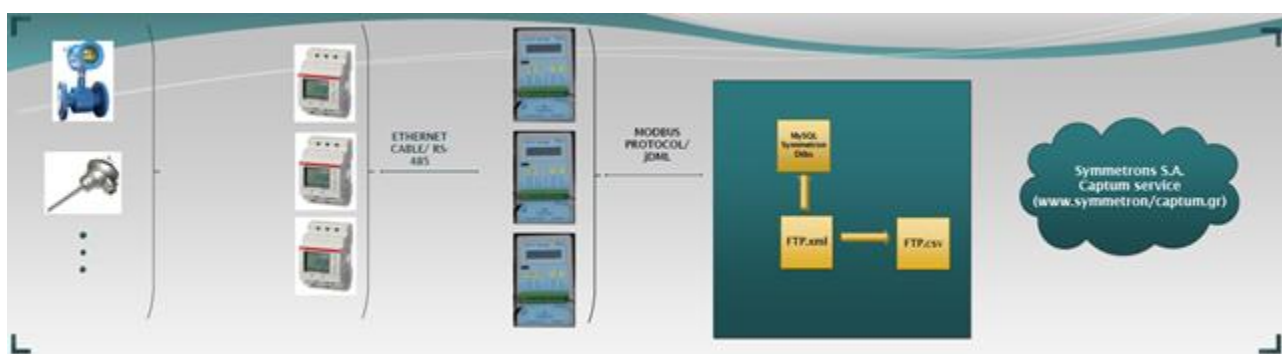 ETHERNET
CABLE/ RS-
485
MODBUS
PROTOCOL/
JDML
MySQL
Symmetron
FTP.xml
FTP.csv
Symmetrons S.A.
Captum service
(www.symmetron/captum.gr)